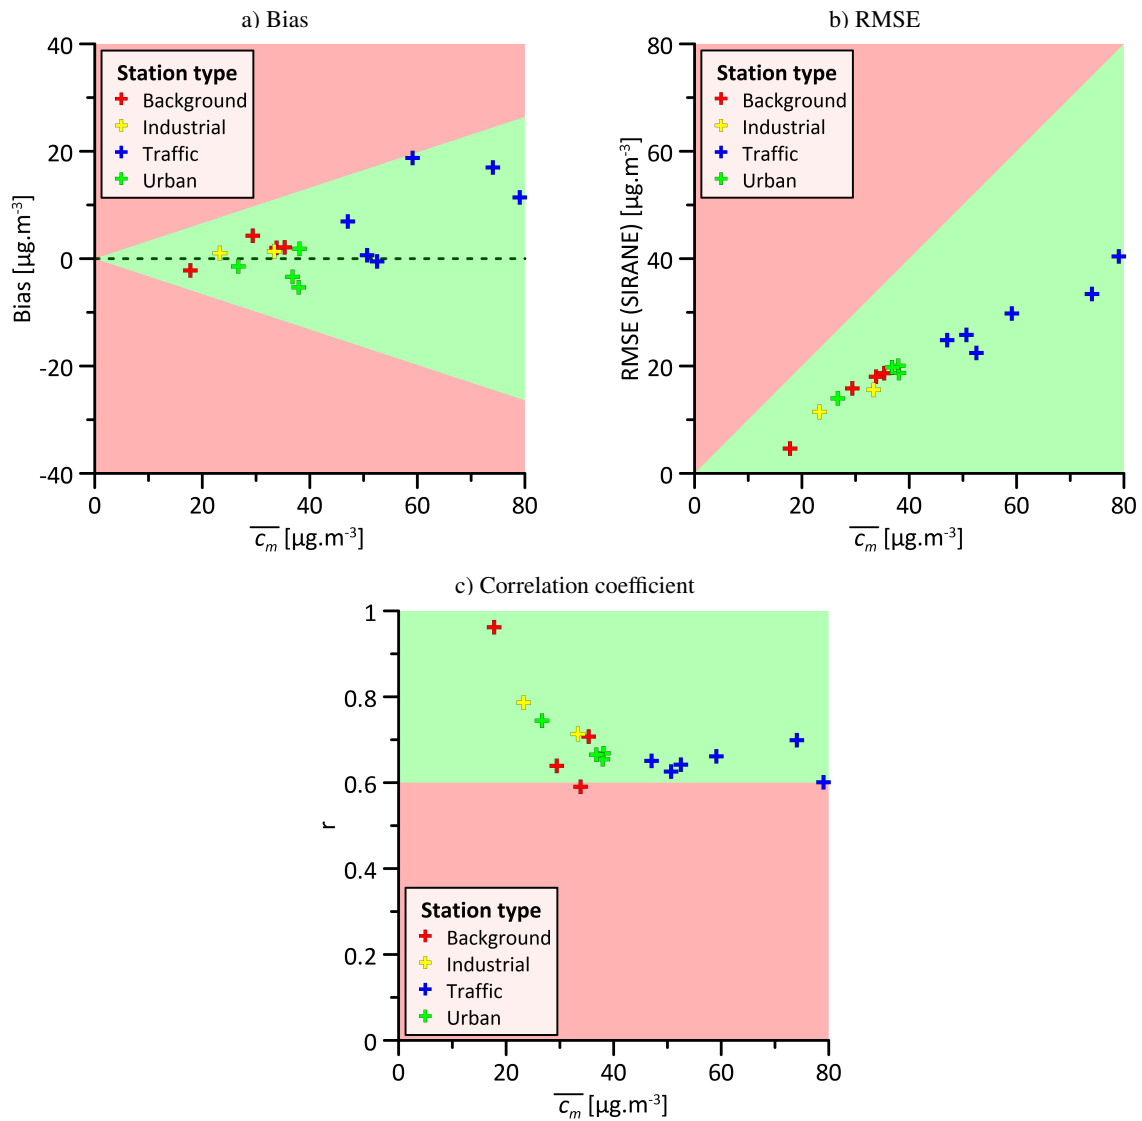 a) Bias
40
20
0
-20
-40
Bias [µg.m-3]
Station type
Background
Industrial
Traffic
Urban
0 20 40 60 80
cm [µg.m-3]
b) RMSE
80
60
40
20
0
RMSE (SIRANE) [µg.m-3]
Station type
Background
Industrial
Traffic
Urban
0 20 40 60 80
cm [µg.m-3]
c) Correlation coefficient
1
0.8
0.6
0.4
0.2
0
r
Station type
Background
Industrial
Traffic
Urban
0 20 40 60 80
cm [µg.m-3]